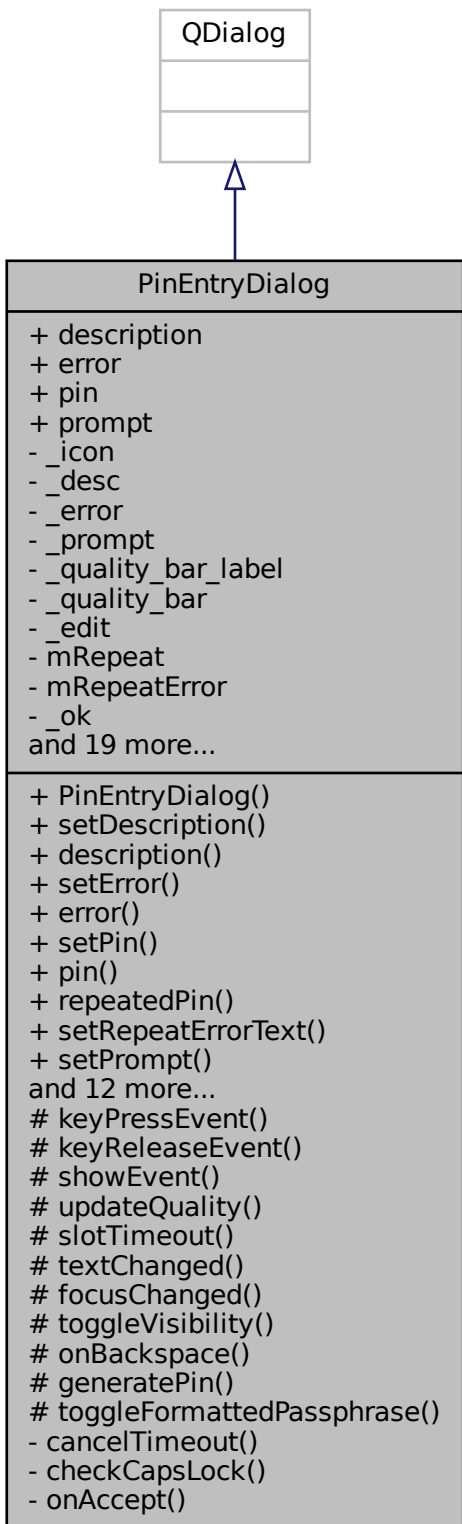 QDialog
PinEntryDialog
+ description
+ error
+ pin
+ prompt
- _icon
- _desc
- _error
- _prompt
- _quality_bar_label
- _quality_bar
- _edit
- mRepeat
- mRepeatError
- _ok
and 19 more...
+ PinEntryDialog()
+ setDescription()
+ description()
+ setError()
+ error()
+ setPin()
+ pin()
+ repeatedPin()
+ setRepeatErrorText()
+ setPrompt()
and 12 more...
# keyPressEvent()
# keyReleaseEvent()
# showEvent()
# updateQuality()
# slotTimeout()
# textChanged()
# focusChanged()
# toggleVisibility()
# onBackspace()
# generatePin()
# toggleFormattedPassphrase()
- cancelTimeout()
- checkCapsLock()
- onAccept()